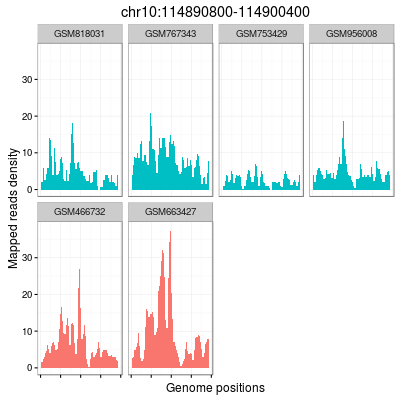 chr10:114890800-114900400
GSM818031 GSM767343 GSM753429 GSM956008
30
20
10
0
GSM466732 GSM663427
30
20
10
0
Mapped reads density
Genome positions